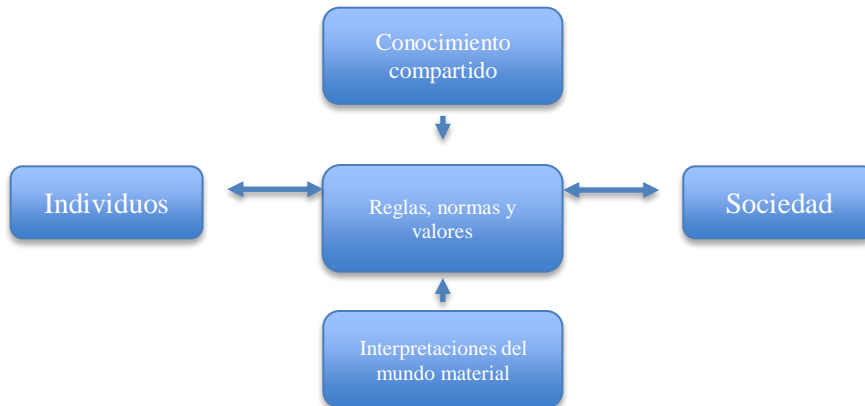 Conocimiento
compartido
Individuos
Reglas, normas y
valores
Sociedad
Interpretaciones del
mundo material